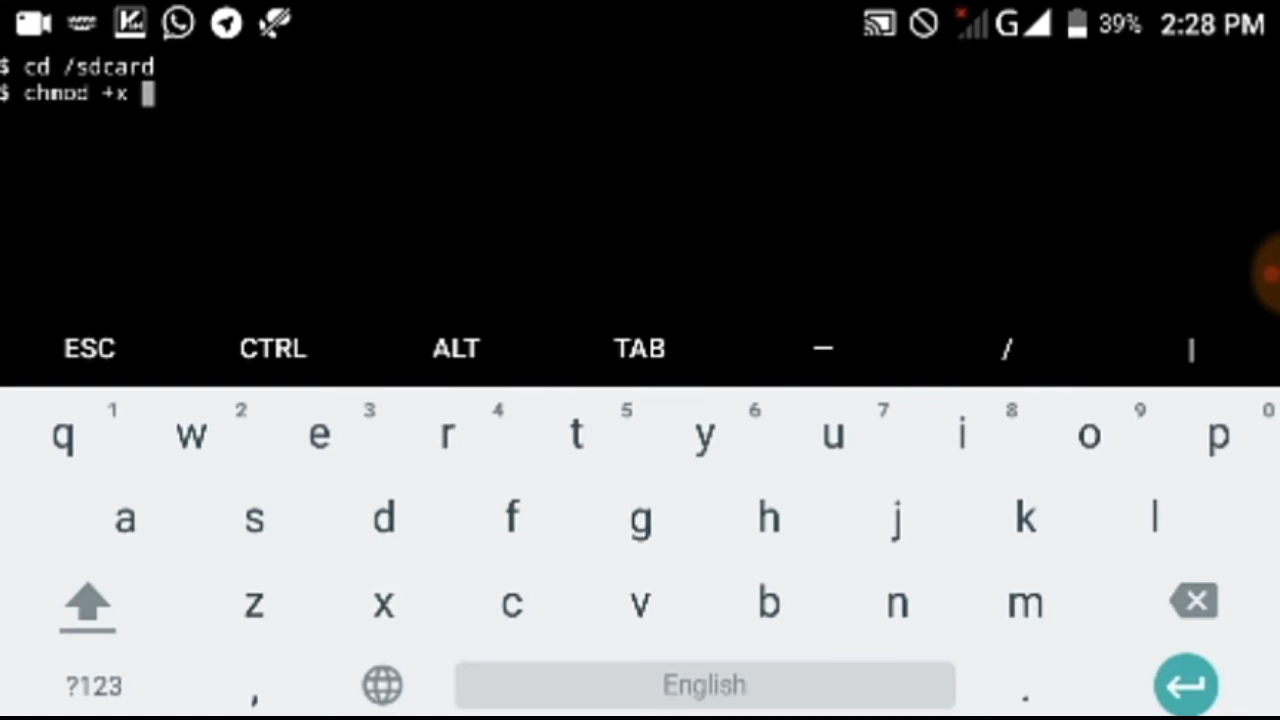 G 39% 2:28 PM
$ cd /sdcard
$ chmod +x
ESC CTRL ALT TAB — / |
1 2 3 4 5 6 7 8 9 0
q w e r t y u i o p
a s d f g h j k l
z x c v b n m
?123 , English .